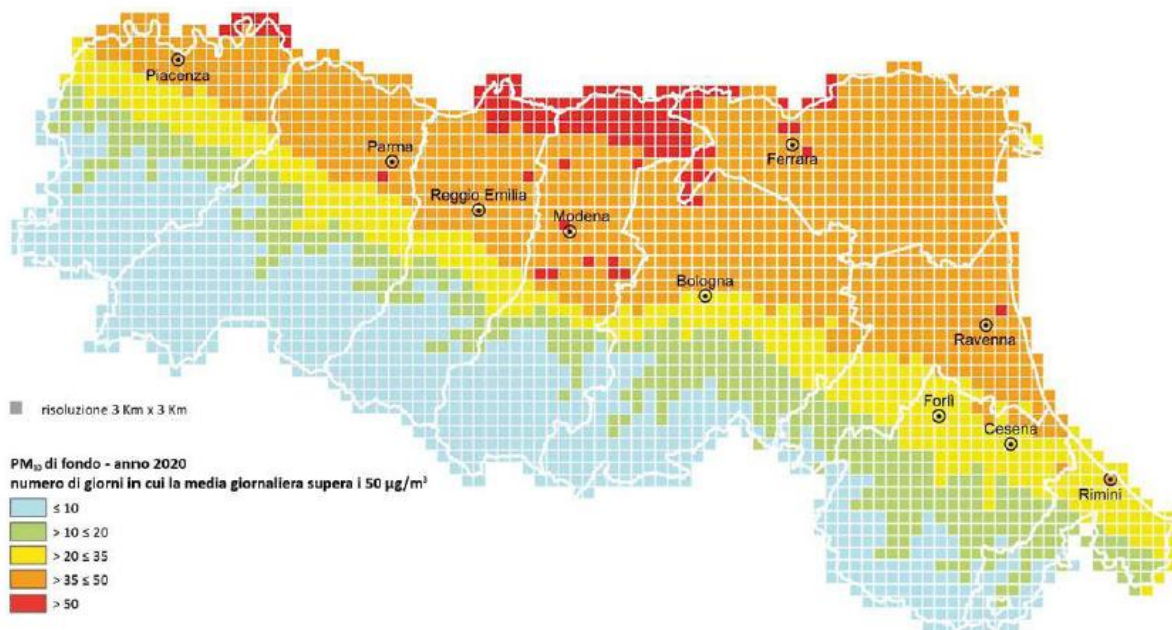 Piacenza
Parma
Reggio Emilia
Modena
Ferrara
Bologna
Ravenna
Forlì
Cesena
Rimini
risoluzione 3 Km x 3 Km
PM₁₀ di fondo - anno 2020
numero di giorni in cui la media giornaliera supera i 50 µg/m³
≤ 10
> 10 ≤ 20
> 20 ≤ 35
> 35 ≤ 50
> 50